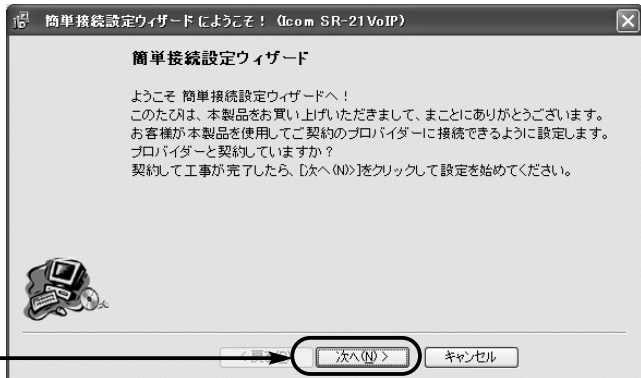 簡単接続設定ウィザード にようこそ！ (Icom SR-21VoIP)
簡単接続設定ウィザード
ようこそ 簡単接続設定ウィザードへ！
このたびは、本製品をお買い上げいただきまして、まことにありがとうございます。
お客様が本製品を使用してご契約のプロバイダーに接続できるように設定します。
プロバイダーと契約していますか？
契約して工事が完了したら、[次へ(N)>]をクリックして設定を始めてください。
次へ(N) >
キャンセル